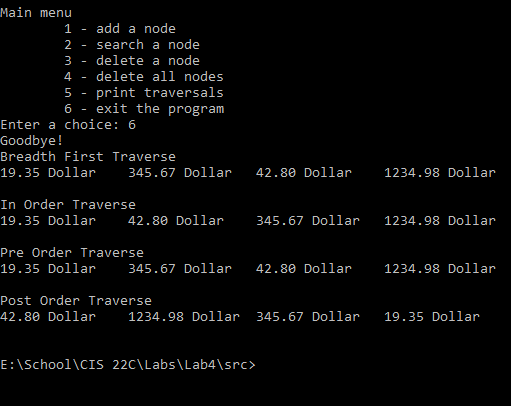 Main menu
1 - add a node
2 - search a node
3 - delete a node
4 - delete all nodes
5 - print traversals
6 - exit the program
Enter a choice: 6
Goodbye!
Breadth First Traverse
19.35 Dollar    345.67 Dollar   42.80 Dollar    1234.98 Dollar
In Order Traverse
19.35 Dollar    42.80 Dollar    345.67 Dollar   1234.98 Dollar
Pre Order Traverse
19.35 Dollar    345.67 Dollar   42.80 Dollar    1234.98 Dollar
Post Order Traverse
42.80 Dollar    1234.98 Dollar  345.67 Dollar   19.35 Dollar
E:\School\CIS 22C\Labs\Lab4\src>